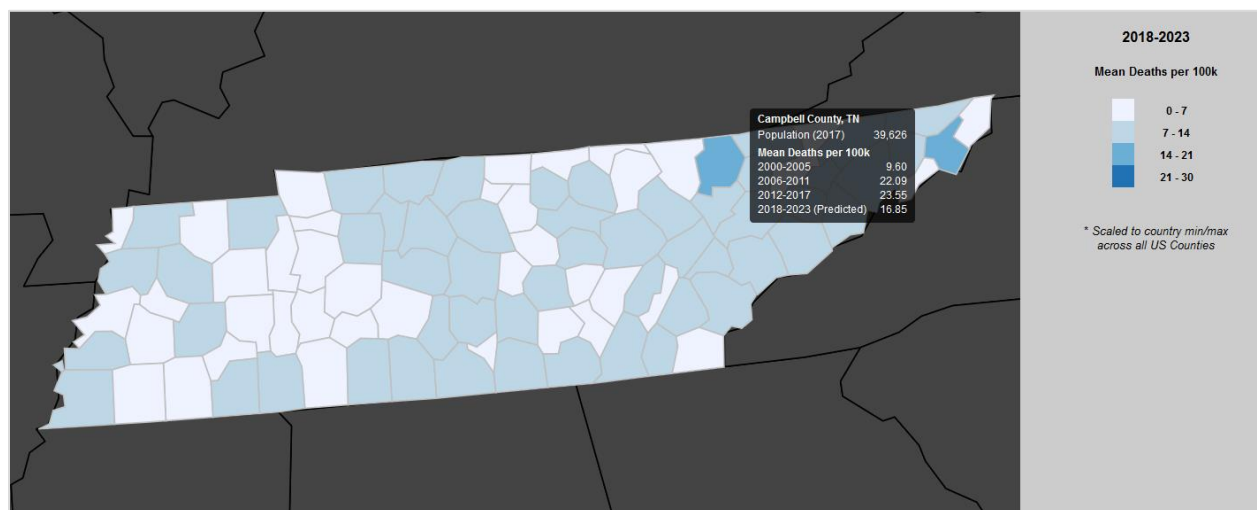 Campbell County, TN
Population (2017) 39,626
Mean Deaths per 100k
2000-2005 9.60
2006-2011 22.09
2012-2017 23.55
2018-2023 (Predicted) 16.85
2018-2023
Mean Deaths per 100k
0 - 7
7 - 14
14 - 21
21 - 30
* Scaled to country min/max
across all US Counties